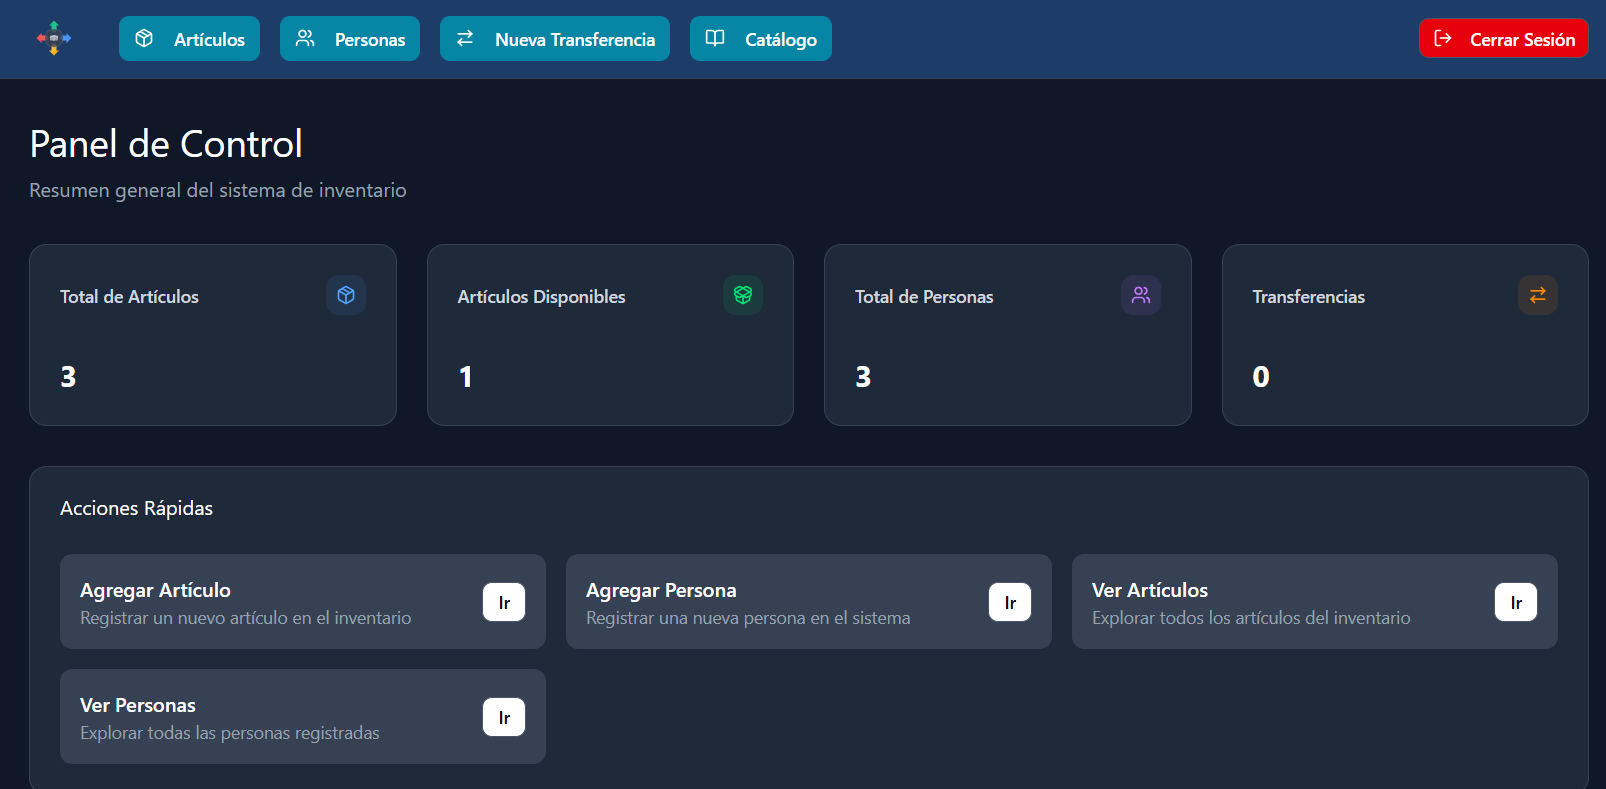 Artículos
Personas
Nueva Transferencia
Catálogo
Cerrar Sesión
Panel de Control
Resumen general del sistema de inventario
Total de Artículos
3
Artículos Disponibles
1
Total de Personas
3
Transferencias
0
Acciones Rápidas
Agregar Artículo
Registrar un nuevo artículo en el inventario
Ir
Agregar Persona
Registrar una nueva persona en el sistema
Ir
Ver Artículos
Explorar todos los artículos del inventario
Ir
Ver Personas
Explorar todas las personas registradas
Ir